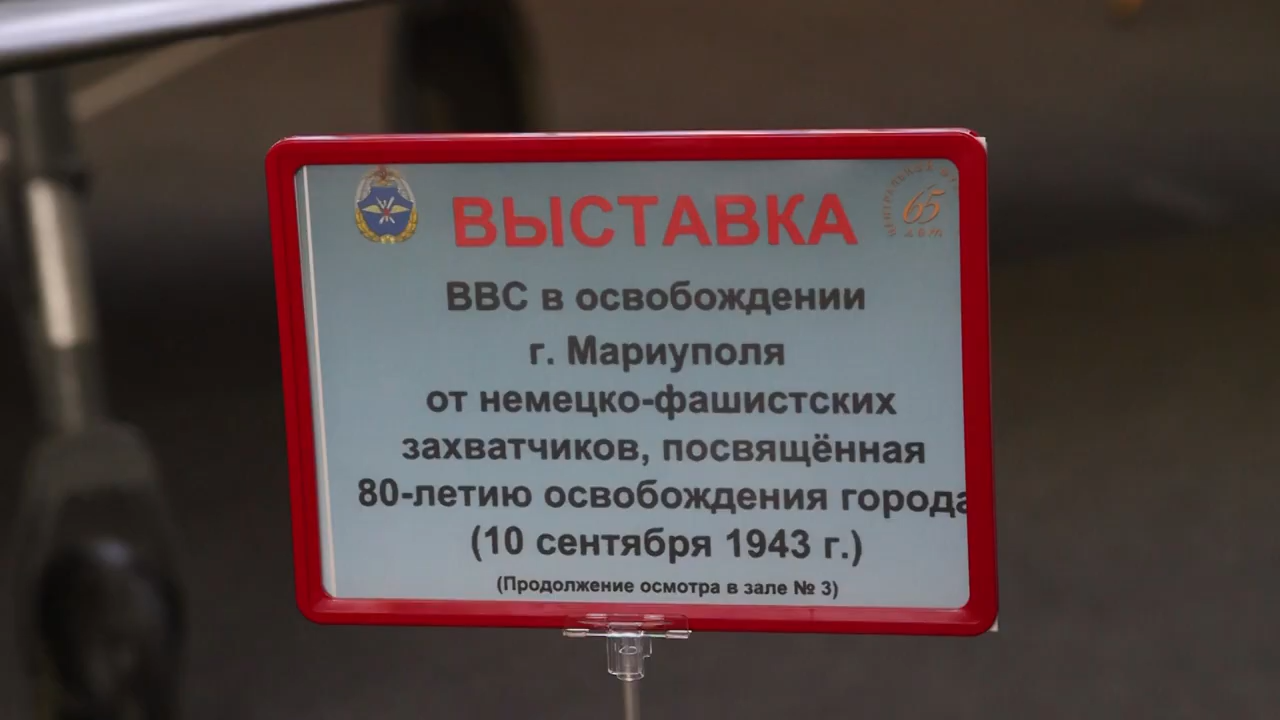 ВЫСТАВКА
65
ВВС в освобождении
г. Мариуполя
от немецко-фашистских
захватчиков, посвящённая
80-летию освобождения города
(10 сентября 1943 г.)
(Продолжение осмотра в зале № 3)